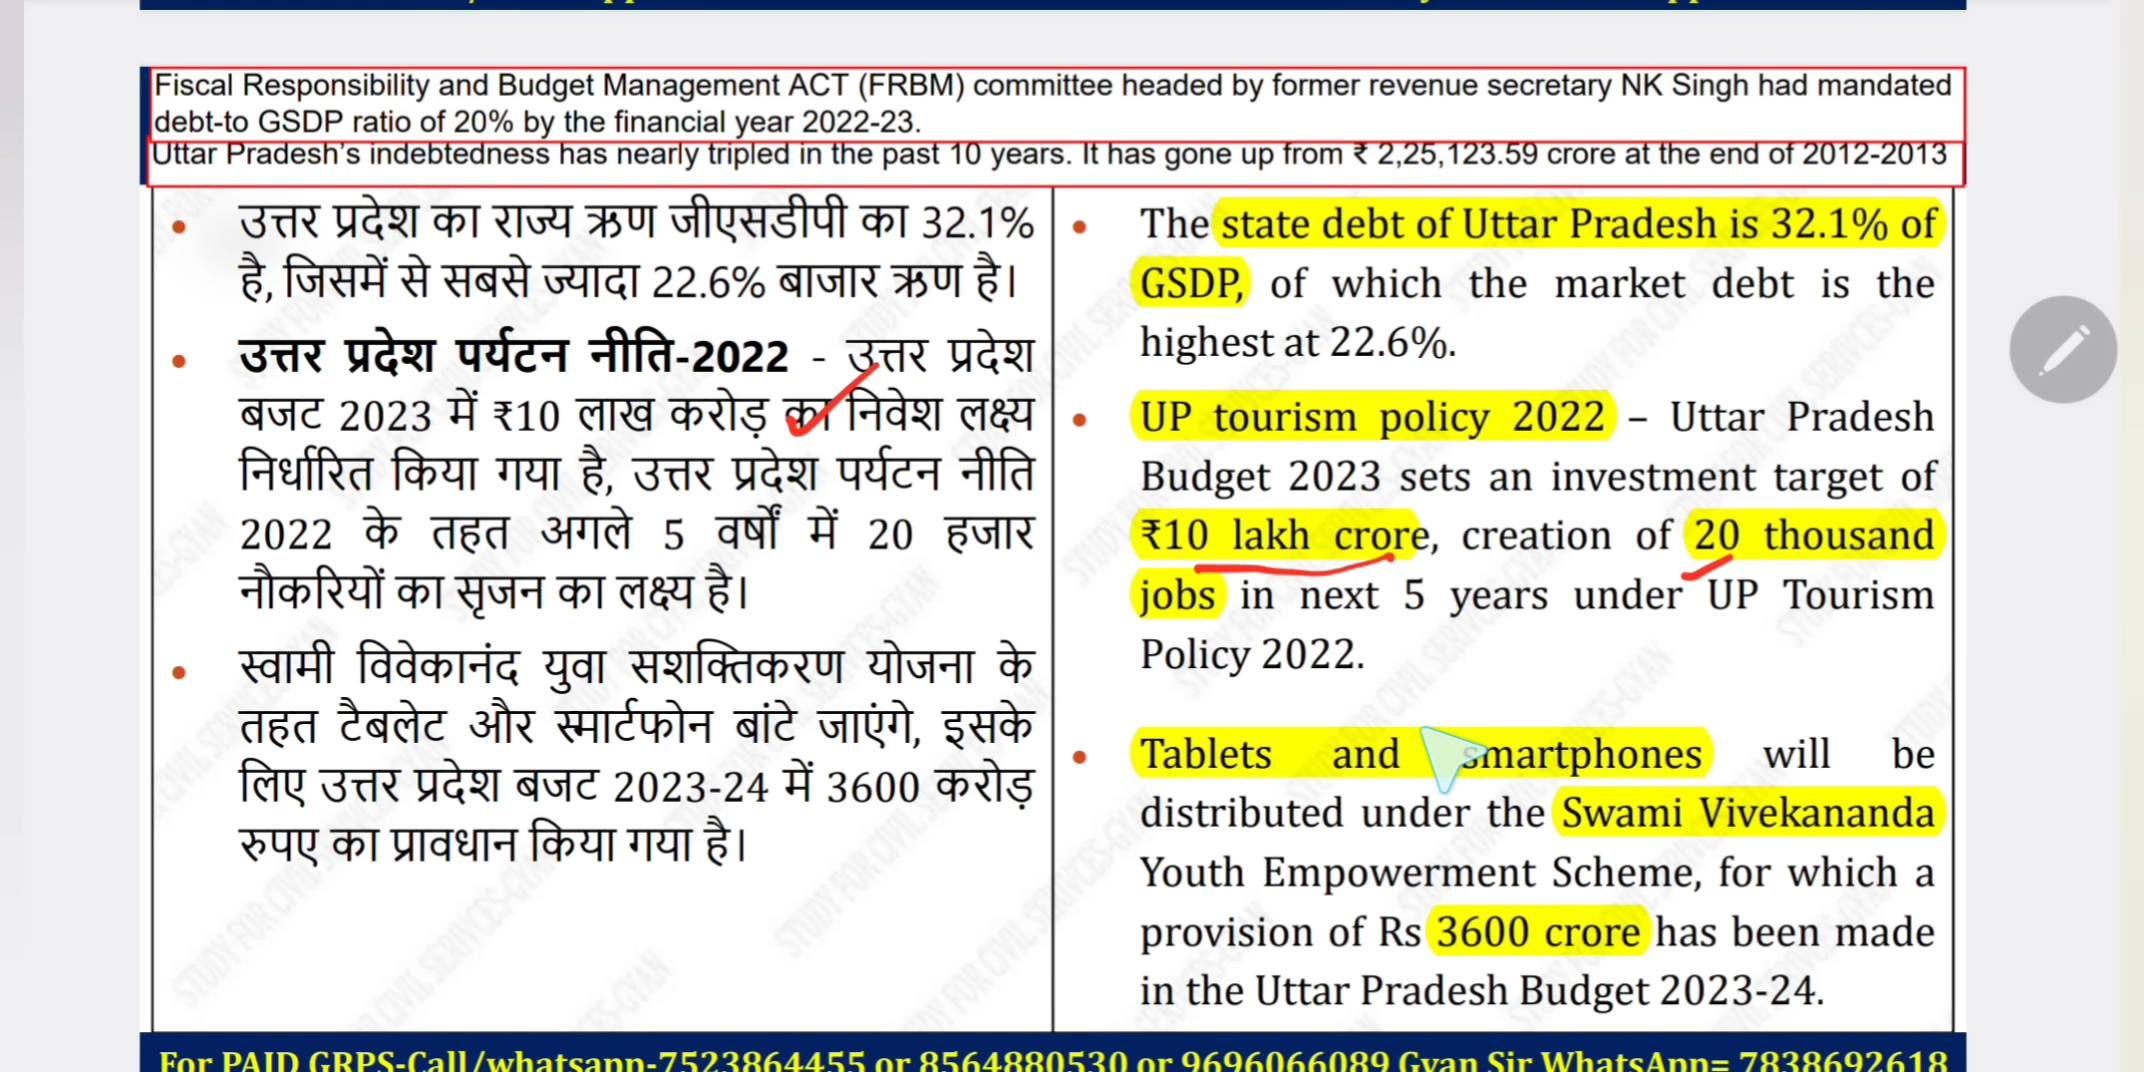 Fiscal Responsibility and Budget Management ACT (FRBM) committee headed by former revenue secretary NK Singh had mandated
debt-to GSDP ratio of 20% by the financial year 2022-23.
Uttar Pradesh's indebtedness has nearly tripled in the past 10 years. It has gone up from ₹ 2,25,123.59 crore at the end of 2012-2013
• उत्तर प्रदेश का राज्य ऋण जीएसडीपी का 32.1%
है, जिसमें से सबसे ज्यादा 22.6% बाजार ऋण है।
• उत्तर प्रदेश पर्यटन नीति-2022 - उत्तर प्रदेश
बजट 2023 में ₹10 लाख करोड़ का निवेश लक्ष्य
निर्धारित किया गया है, उत्तर प्रदेश पर्यटन नीति
2022 के तहत अगले 5 वर्षों में 20 हजार
नौकरियों का सृजन का लक्ष्य है।
• स्वामी विवेकानंद युवा सशक्तिकरण योजना के
तहत टैबलेट और स्मार्टफोन बांटे जाएंगे, इसके
लिए उत्तर प्रदेश बजट 2023-24 में 3600 करोड़
रुपए का प्रावधान किया गया है।
• The state debt of Uttar Pradesh is 32.1% of
GSDP, of which the market debt is the
highest at 22.6%.
• UP tourism policy 2022 – Uttar Pradesh
Budget 2023 sets an investment target of
₹10 lakh crore, creation of 20 thousand
jobs in next 5 years under UP Tourism
Policy 2022.
• Tablets and smartphones will be
distributed under the Swami Vivekananda
Youth Empowerment Scheme, for which a
provision of Rs 3600 crore has been made
in the Uttar Pradesh Budget 2023-24.
For PAID GRPS-Call/whatsapp-7523864455 or 8564880530 or 9696066089 Gyan Sir WhatsApp= 7838692618
STUDY FOR CIVIL SERIVCES-GYAN